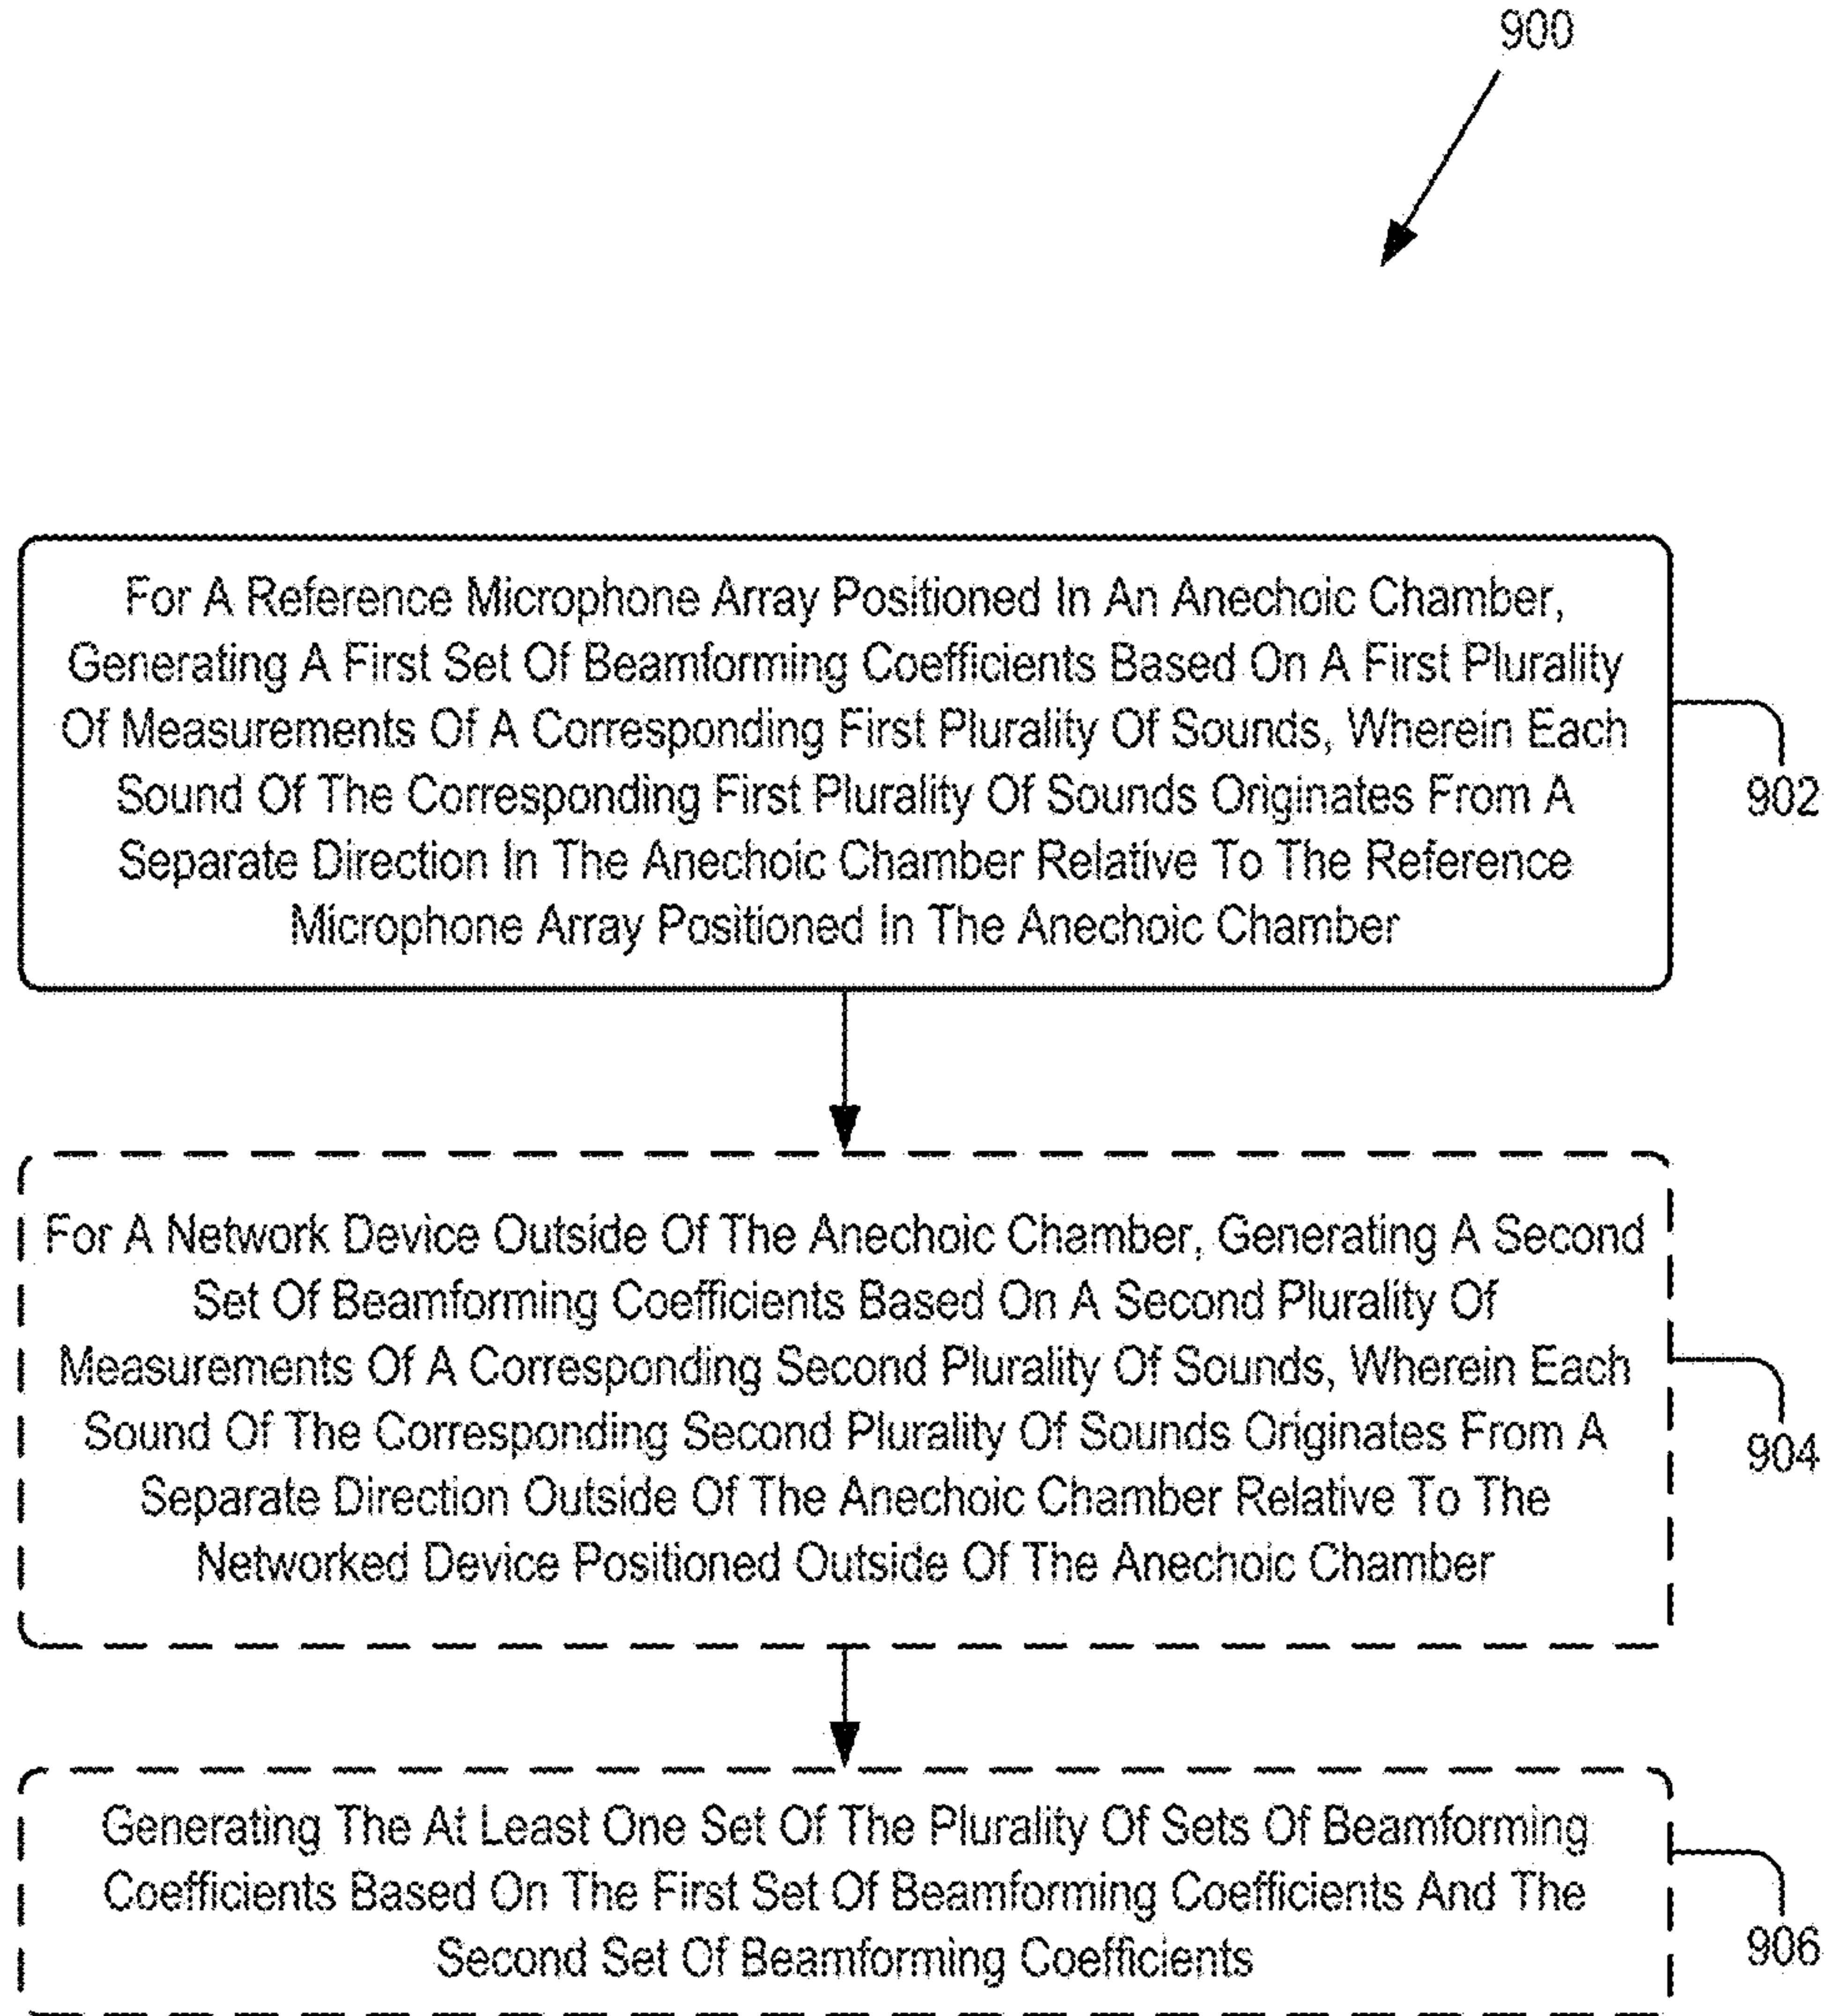 900
For A Reference Microphone Array Positioned In An Anechoic Chamber,
Generating A First Set Of Beamforming Coefficients Based On A First Plurality
Of Measurements Of A Corresponding First Plurality Of Sounds, Wherein Each
Sound Of The Corresponding First Plurality Of Sounds Originates From A
Separate Direction In The Anechoic Chamber Relative To The Reference
Microphone Array Positioned In The Anechoic Chamber
902
For A Network Device Outside Of The Anechoic Chamber, Generating A Second
Set Of Beamforming Coefficients Based On A Second Plurality Of
Measurements Of A Corresponding Second Plurality Of Sounds, Wherein Each
Sound Of The Corresponding Second Plurality Of Sounds Originates From A
Separate Direction Outside Of The Anechoic Chamber Relative To The
Networked Device Positioned Outside Of The Anechoic Chamber
904
Generating The At Least One Set Of The Plurality Of Sets Of Beamforming
Coefficients Based On The First Set Of Beamforming Coefficients And The
Second Set Of Beamforming Coefficients
906